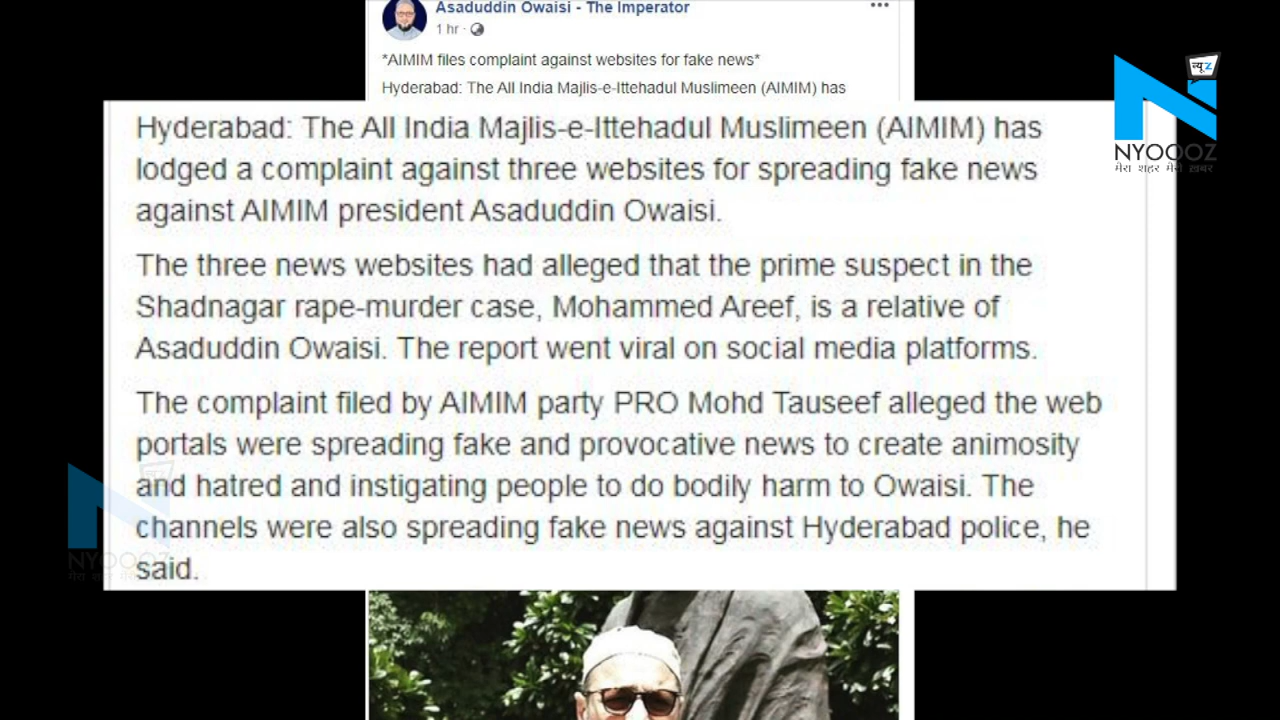 Asaduddin Owaisi - The Imperator
1 hr ·
*AIMIM files complaint against websites for fake news*
Hyderabad: The All India Majlis-e-Ittehadul Muslimeen (AIMIM) has
Hyderabad: The All India Majlis-e-Ittehadul Muslimeen (AIMIM) has
lodged a complaint against three websites for spreading fake news
against AIMIM president Asaduddin Owaisi.
The three news websites had alleged that the prime suspect in the
Shadnagar rape-murder case, Mohammed Areef, is a relative of
Asaduddin Owaisi. The report went viral on social media platforms.
The complaint filed by AIMIM party PRO Mohd Tauseef alleged the web
portals were spreading fake and provocative news to create animosity
and hatred and instigating people to do bodily harm to Owaisi. The
channels were also spreading fake news against Hyderabad police, he
said.
न्यूz
NYOOOZ
मेरा शहर मेरी ख़बर
NYOOOZ
मेरा शहर मेरी